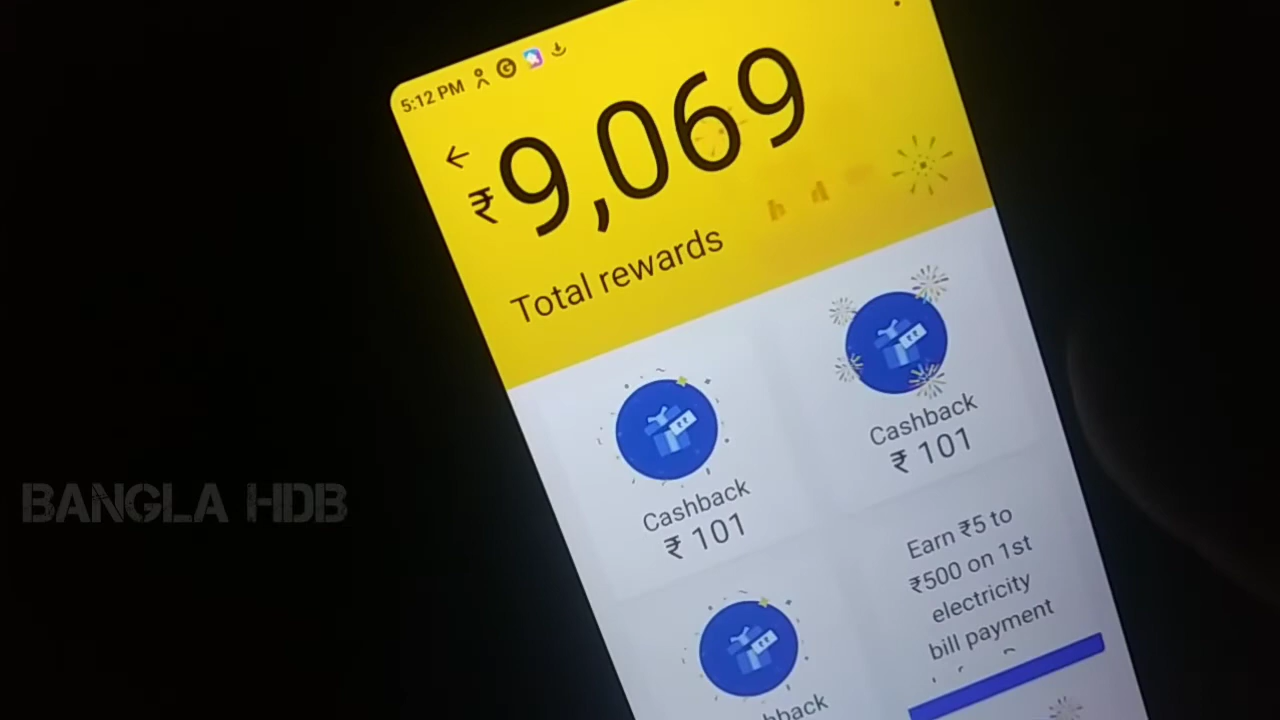 5:12 PM
₹9,069
Total rewards
Cashback
₹ 101
Cashback
₹ 101
Earn ₹5 to
₹500 on 1st
electricity
bill payment
BANGLA HDB